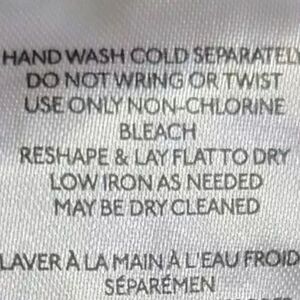 HAND WASH COLD SEPARATEL
DO NOT WRING OR TWIST
USE ONLY NON-CHLORINE
BLEACH
RESHAPE & LAY FLAT TO DRY
LOW IRON AS NEEDED
MAY BE DRY CLEANED
LAVER À LA MAIN À L'EAU FROID
SÉPARÉMEN